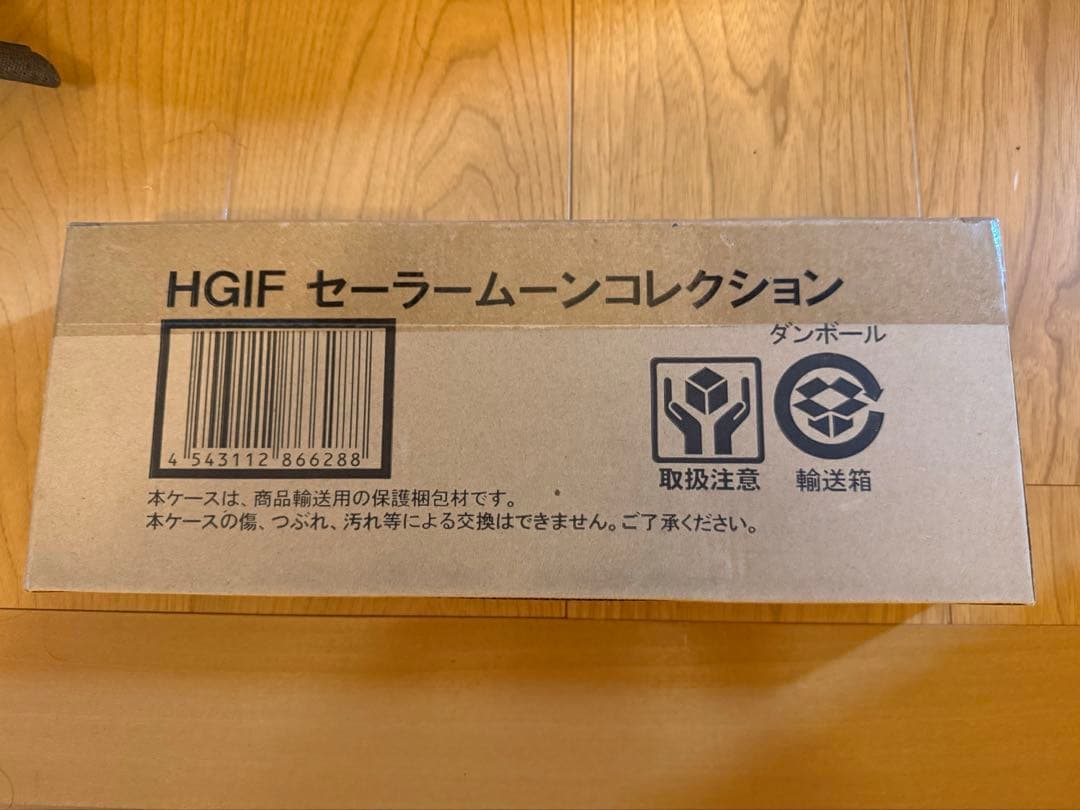 HGIF セーラームーンコレクション
ダンボール
4 543112 866288
取扱注意
輸送箱
本ケースは、商品輸送用の保護梱包材です。
本ケースの傷、つぶれ、汚れ等による交換はできません。ご了承ください。